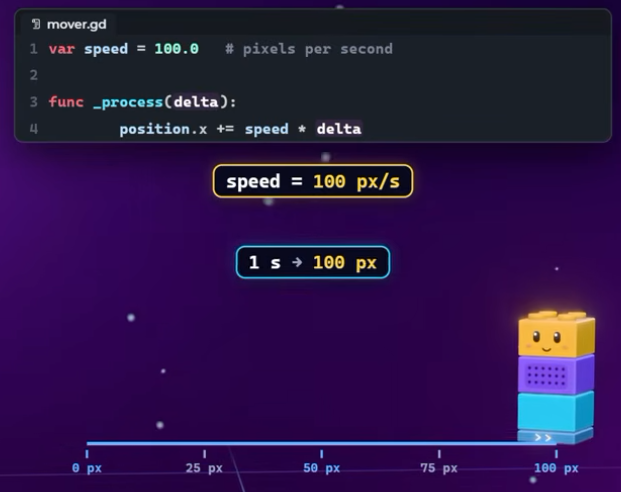 mover.gd
1 var speed = 100.0 # pixels per second
2
3 func _process(delta):
4 position.x += speed * delta
speed = 100 px/s
1 s → 100 px
>>
0 px 25 px 50 px 75 px 100 px